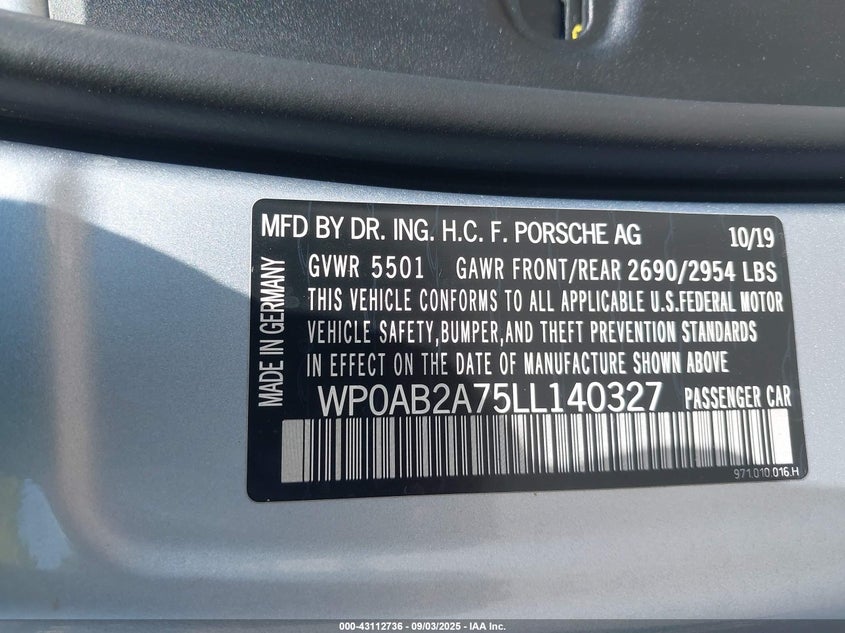 MFD BY DR. ING. H.C. F. PORSCHE AG 10/19
GVWR 5501 GAWR FRONT/REAR 2690/2954 LBS
THIS VEHICLE CONFORMS TO ALL APPLICABLE U.S.FEDERAL MOTOR
VEHICLE SAFETY,BUMPER,AND THEFT PREVENTION STANDARDS
IN EFFECT ON THE DATE OF MANUFACTURE SHOWN ABOVE
MADE IN GERMANY
WP0AB2A75LL140327 PASSENGER CAR
971.010.016.H
000-43112736 - 09/03/2025 - IAA Inc.